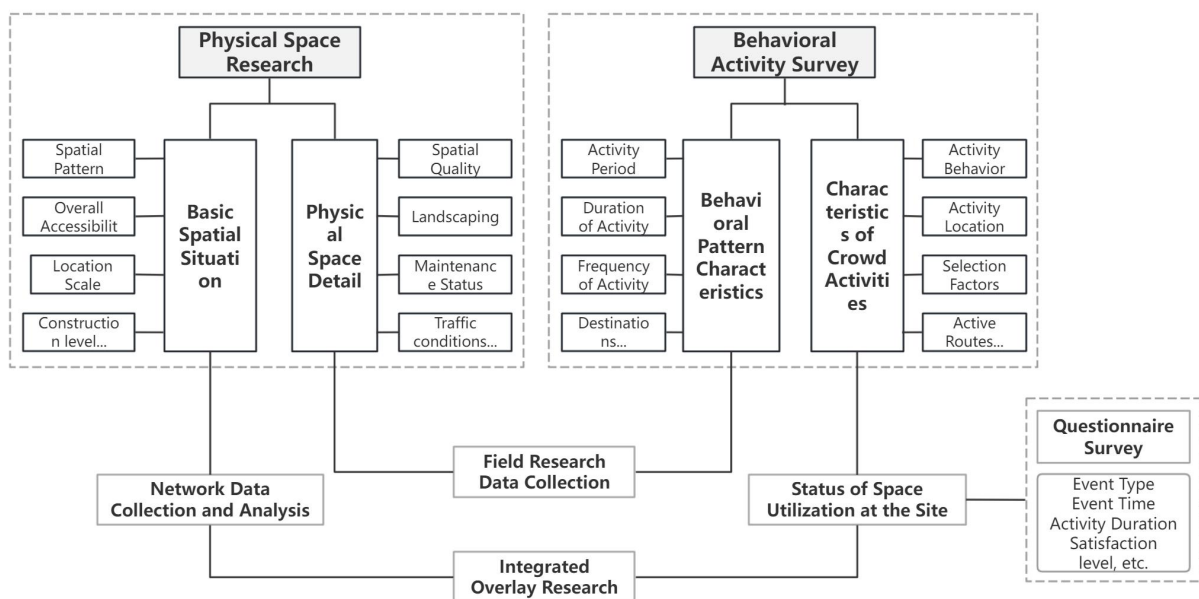 Physical Space
Research
Spatial
Pattern
Overall
Accessibilit
Location
Scale
Constructio
n level...
Basic
Spatial
Situati
on
Physic
al
Space
Detail
Spatial
Quality
Landscaping
Maintenanc
e Status
Traffic
conditions...
Behavioral
Activity Survey
Activity
Period
Duration
of Activity
Frequency
of Activity
Destinatio
ns...
Behavi
oral
Pattern
Charact
eristics
Charac
teristic
s of
Crowd
Activiti
es
Activity
Behavior
Activity
Location
Selection
Factors
Active
Routes...
Field Research
Data Collection
Network Data
Collection and Analysis
Status of Space
Utilization at the Site
Integrated
Overlay Research
Questionnaire
Survey
Event Type
Event Time
Activity Duration
Satisfaction
level, etc.